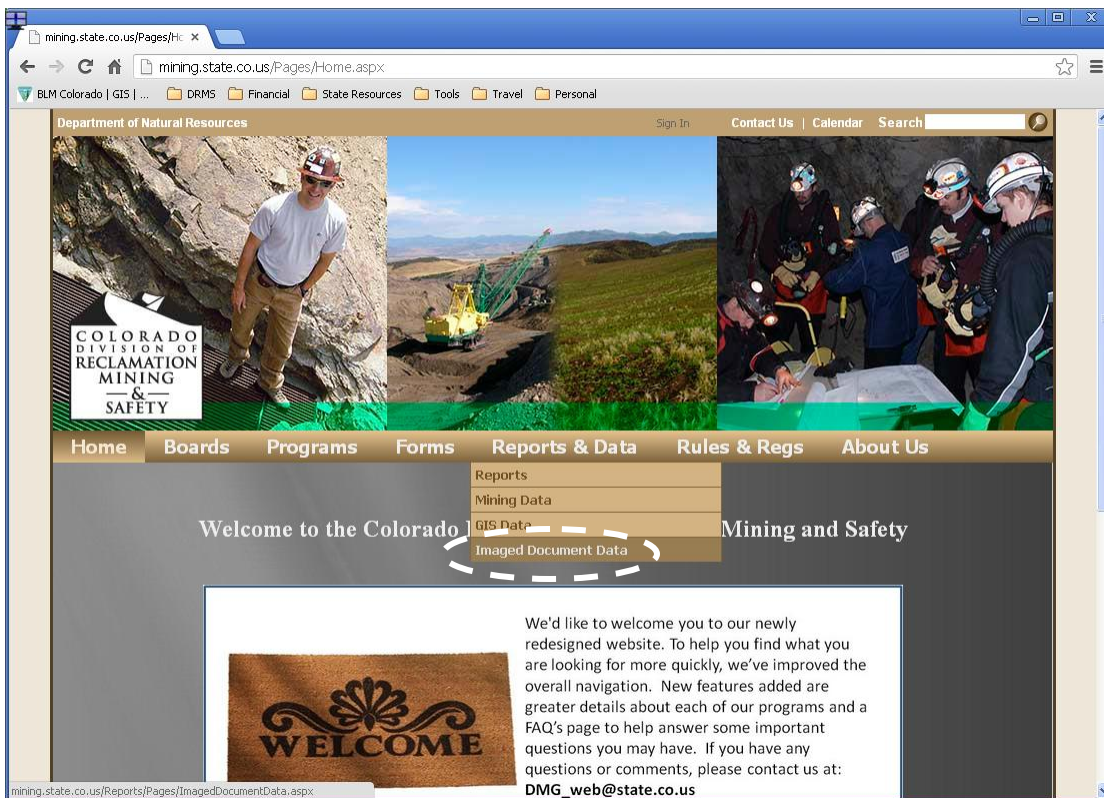 mining.state.co.us/Pages/Ho
mining.state.co.us/Pages/Home.aspx
BLM Colorado | GIS | ... DRMS Financial State Resources Tools Travel Personal
Department of Natural Resources Sign In Contact Us | Calendar Search
COLORADO
DIVISION OF
RECLAMATION
MINING
&
SAFETY
Home Boards Programs Forms Reports & Data Rules & Regs About Us
Reports
Mining Data
GIS Data
Imaged Document Data
Welcome to the Colorado Mining and Safety
WELCOME
We'd like to welcome you to our newly
redesigned website. To help you find what you
are looking for more quickly, we've improved the
overall navigation. New features added are
greater details about each of our programs and a
FAQ's page to help answer some important
questions you may have. If you have any
questions or comments, please contact us at:
DMG_web@state.co.us
mining.state.co.us/Reports/Pages/ImagedDocumentData.aspx